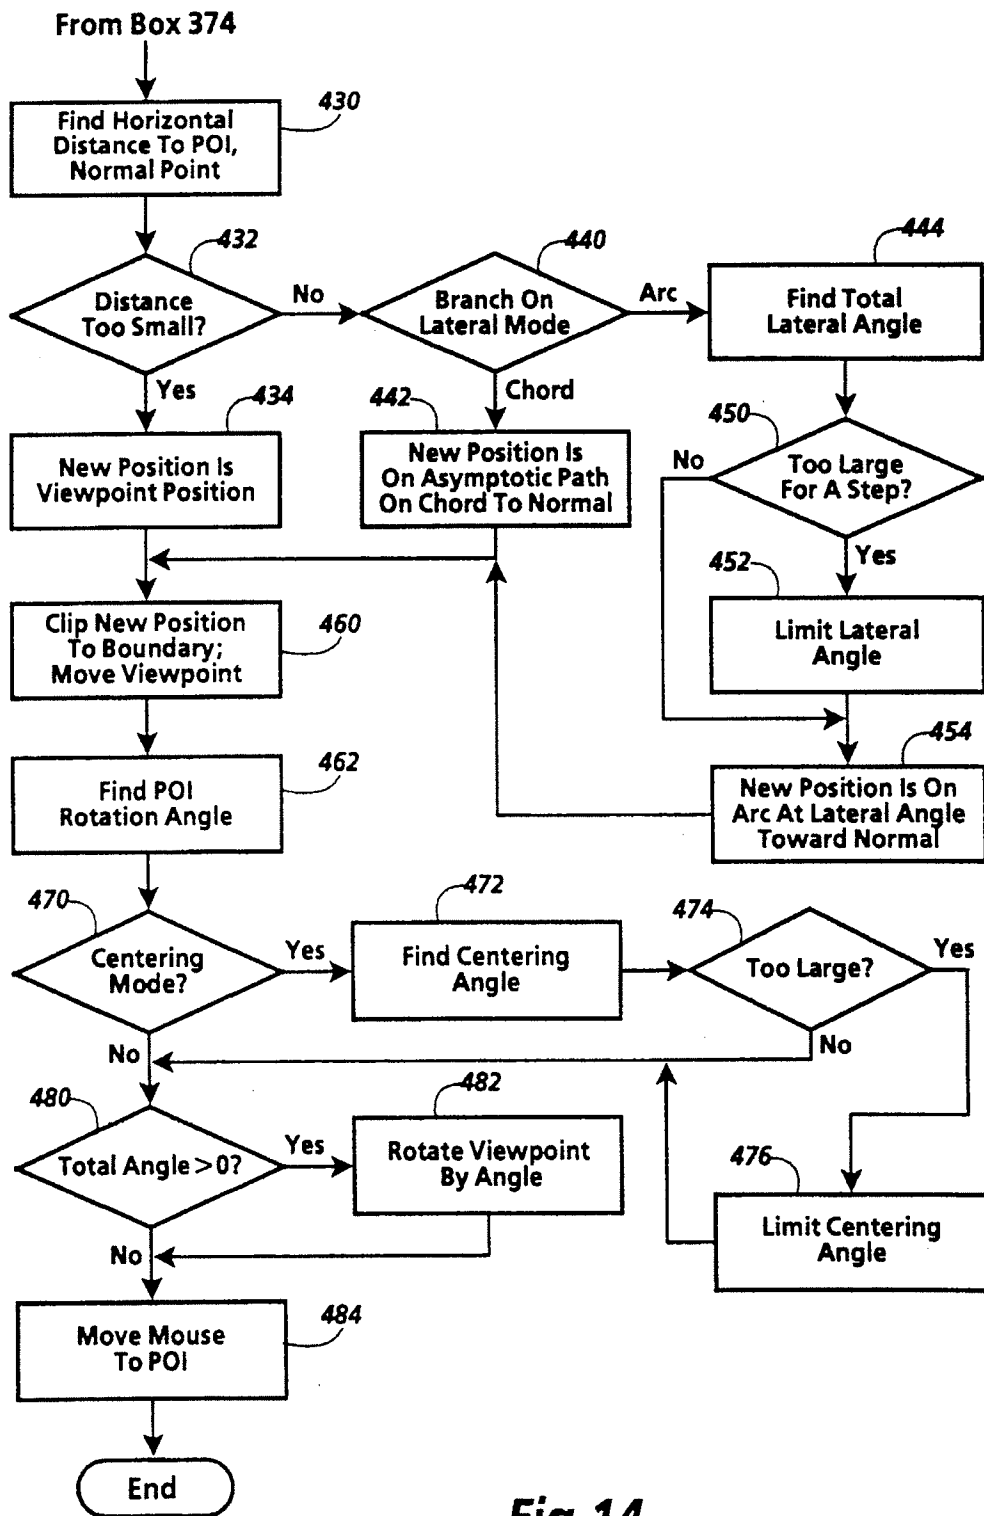 From Box 374
430
Find Horizontal
Distance To POI,
Normal Point
432
Distance
Too Small?
No
Yes
440
Branch On
Lateral Mode
Arc
Chord
444
Find Total
Lateral Angle
434
New Position Is
Viewpoint Position
442
New Position Is
On Asymptotic Path
On Chord To Normal
450
No
Too Large
For A Step?
Yes
452
Limit Lateral
Angle
454
New Position Is On
Arc At Lateral Angle
Toward Normal
460
Clip New Position
To Boundary;
Move Viewpoint
462
Find POI
Rotation Angle
470
Centering
Mode?
Yes
No
472
Find Centering
Angle
474
Too Large?
Yes
No
476
Limit Centering
Angle
480
Total Angle >0?
Yes
No
482
Rotate Viewpoint
By Angle
484
Move Mouse
To POI
End
Fig. 14